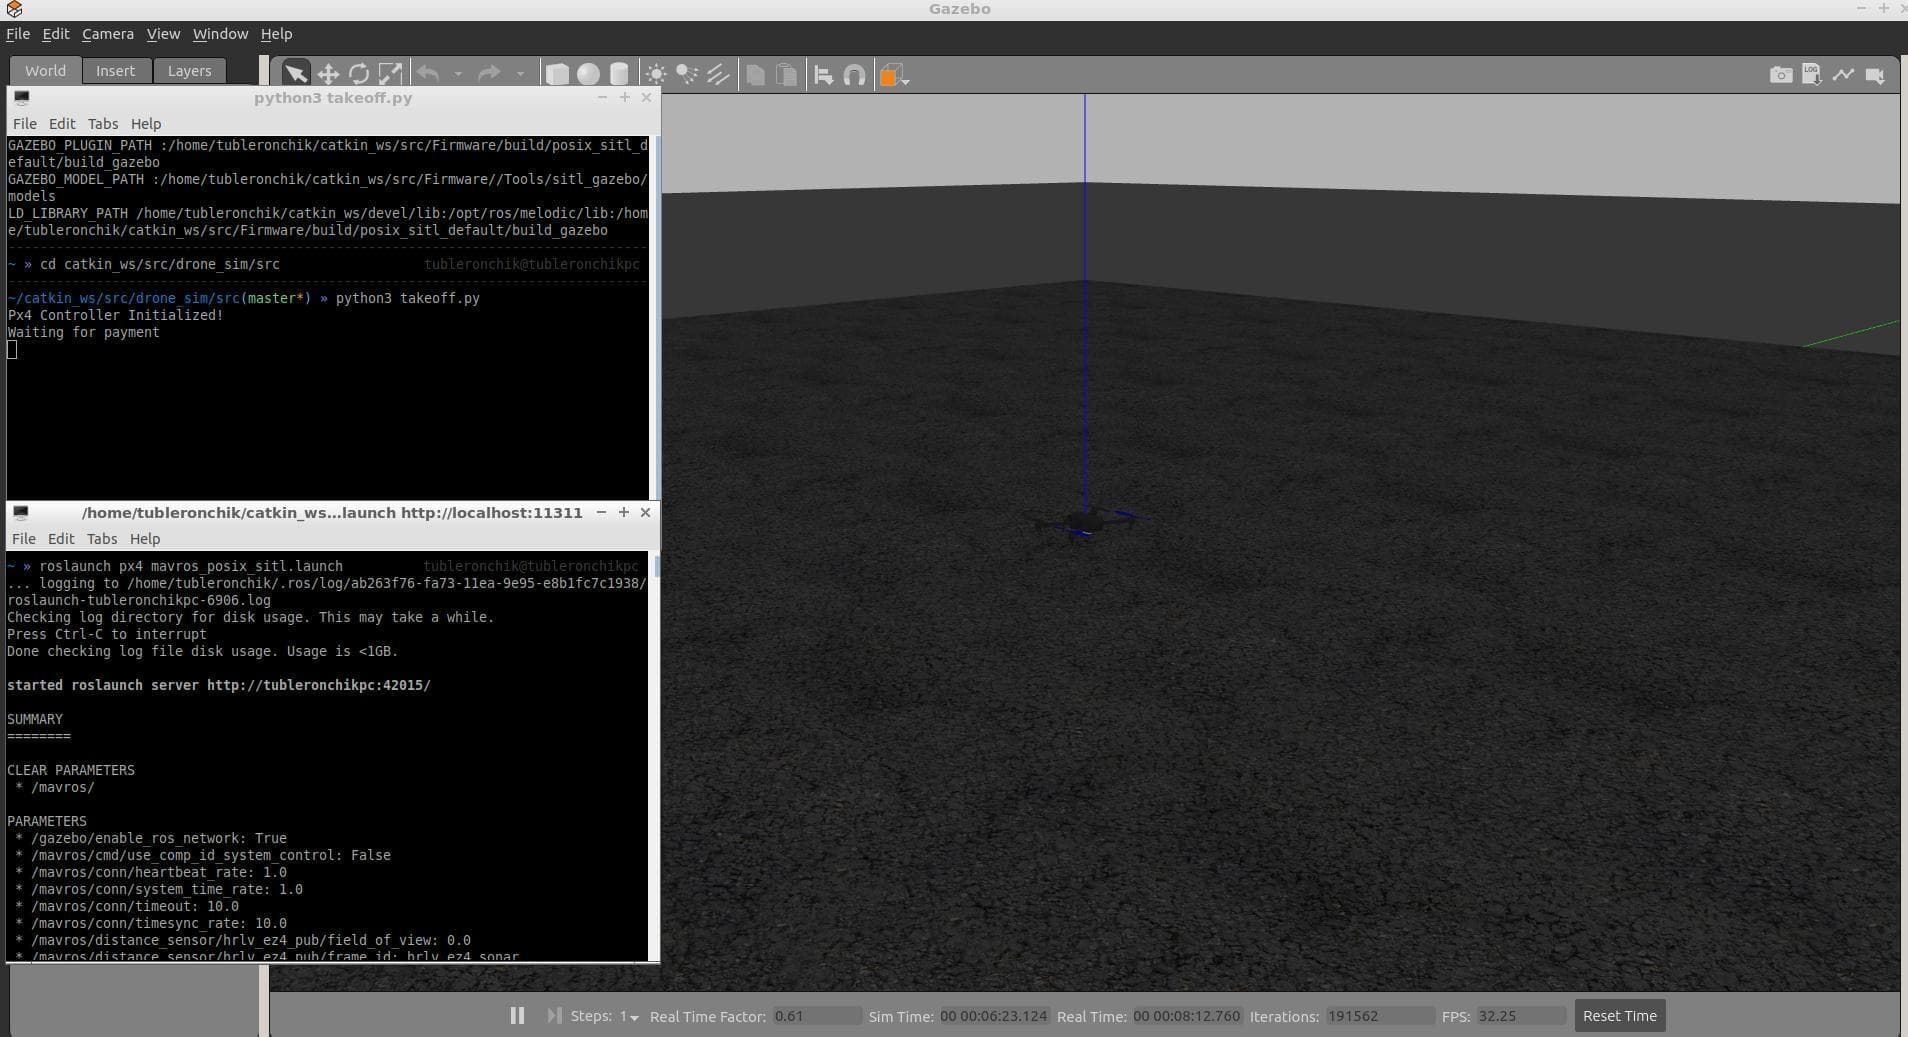 Gazebo
File Edit Camera View Window Help
World Insert Layers
LOG
python3 takeoff.py
File Edit Tabs Help
GAZEBO_PLUGIN_PATH :/home/tubleronchik/catkin_ws/src/Firmware/build/posix_sitl_d
efault/build_gazebo
GAZEBO_MODEL_PATH :/home/tubleronchik/catkin_ws/src/Firmware//Tools/sitl_gazebo/
models
LD_LIBRARY_PATH /home/tubleronchik/catkin_ws/devel/lib:/opt/ros/melodic/lib:/hom
e/tubleronchik/catkin_ws/src/Firmware/build/posix_sitl_default/build_gazebo
~ » cd catkin_ws/src/drone_sim/src tubleronchik@tubleronchikpc
~/catkin_ws/src/drone_sim/src(master*) » python3 takeoff.py
Px4 Controller Initialized!
Waiting for payment
/home/tubleronchik/catkin_ws...launch http://localhost:11311
File Edit Tabs Help
~ » roslaunch px4 mavros_posix_sitl.launch tubleronchik@tubleronchikpc
... logging to /home/tubleronchik/.ros/log/ab263f76-fa73-11ea-9e95-e8b1fc7c1938/
roslaunch-tubleronchikpc-6906.log
Checking log directory for disk usage. This may take a while.
Press Ctrl-C to interrupt
Done checking log file disk usage. Usage is <1GB.
started roslaunch server http://tubleronchikpc:42015/
SUMMARY
========
CLEAR PARAMETERS
* /mavros/
PARAMETERS
* /gazebo/enable_ros_network: True
* /mavros/cmd/use_comp_id_system_control: False
* /mavros/conn/heartbeat_rate: 1.0
* /mavros/conn/system_time_rate: 1.0
* /mavros/conn/timeout: 10.0
* /mavros/conn/timesync_rate: 10.0
* /mavros/distance_sensor/hrlv_ez4_pub/field_of_view: 0.0
* /mavros/distance_sensor/hrlv_ez4_pub/frame_id: hrlv_ez4_sonar
Steps: 1 Real Time Factor: 0.61 Sim Time: 00 00:06:23.124 Real Time: 00 00:08:12.760 Iterations: 191562 FPS: 32.25 Reset Time